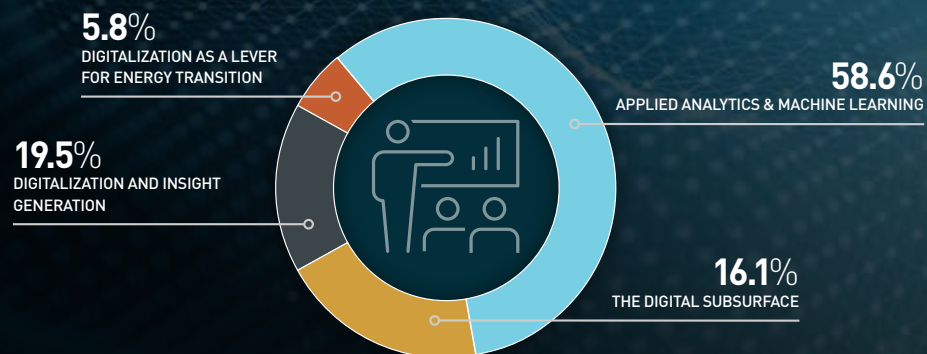 5.8%
DIGITALIZATION AS A LEVER
FOR ENERGY TRANSITION
58.6%
APPLIED ANALYTICS & MACHINE LEARNING
19.5%
DIGITALIZATION AND INSIGHT
GENERATION
16.1%
THE DIGITAL SUBSURFACE